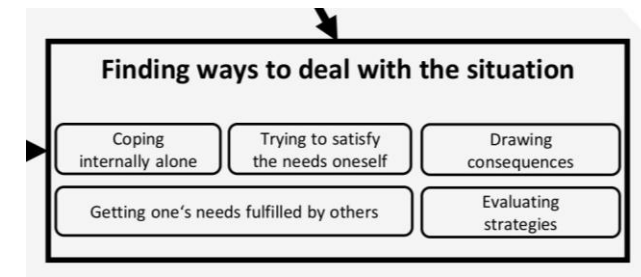 Finding ways to deal with the situation
Coping
internally alone
Trying to satisfy
the needs oneself
Drawing
consequences
Getting one‘s needs fulfilled by others
Evaluating
strategies